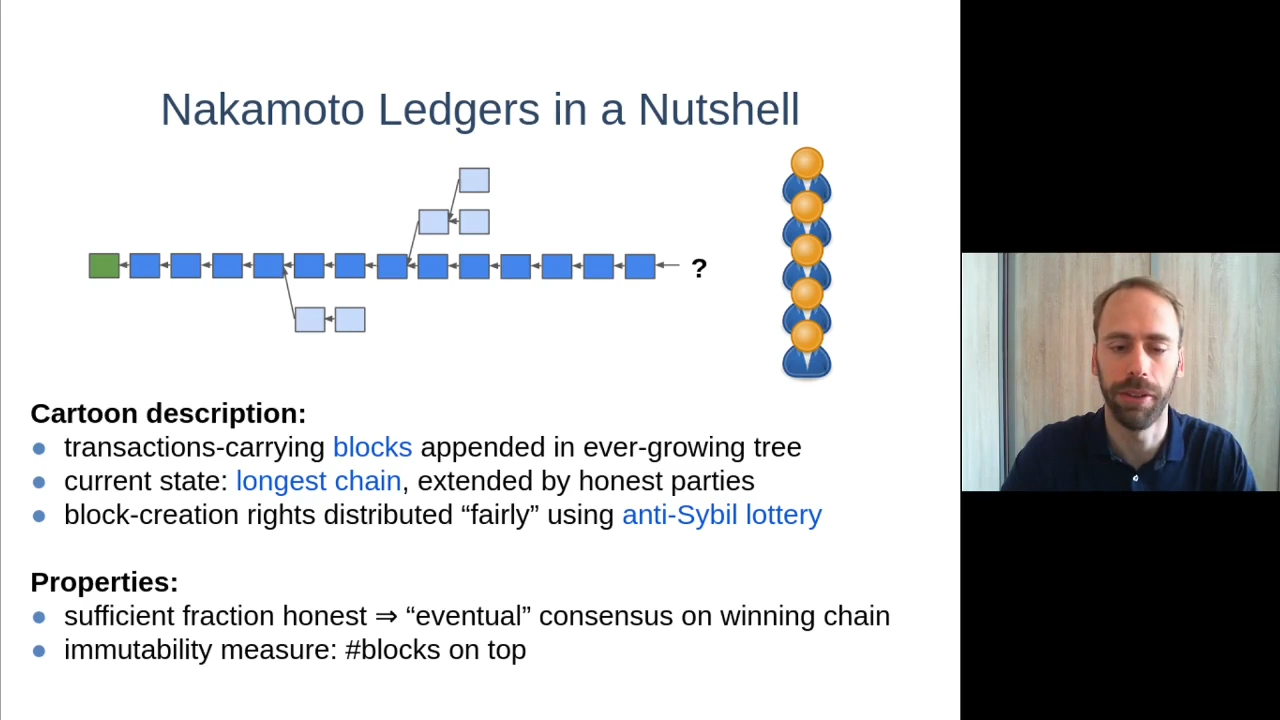 Nakamoto Ledgers in a Nutshell
?
Cartoon description:
● transactions-carrying blocks appended in ever-growing tree
● current state: longest chain, extended by honest parties
● block-creation rights distributed “fairly” using anti-Sybil lottery
Properties:
● sufficient fraction honest ⇒ “eventual” consensus on winning chain
● immutability measure: #blocks on top